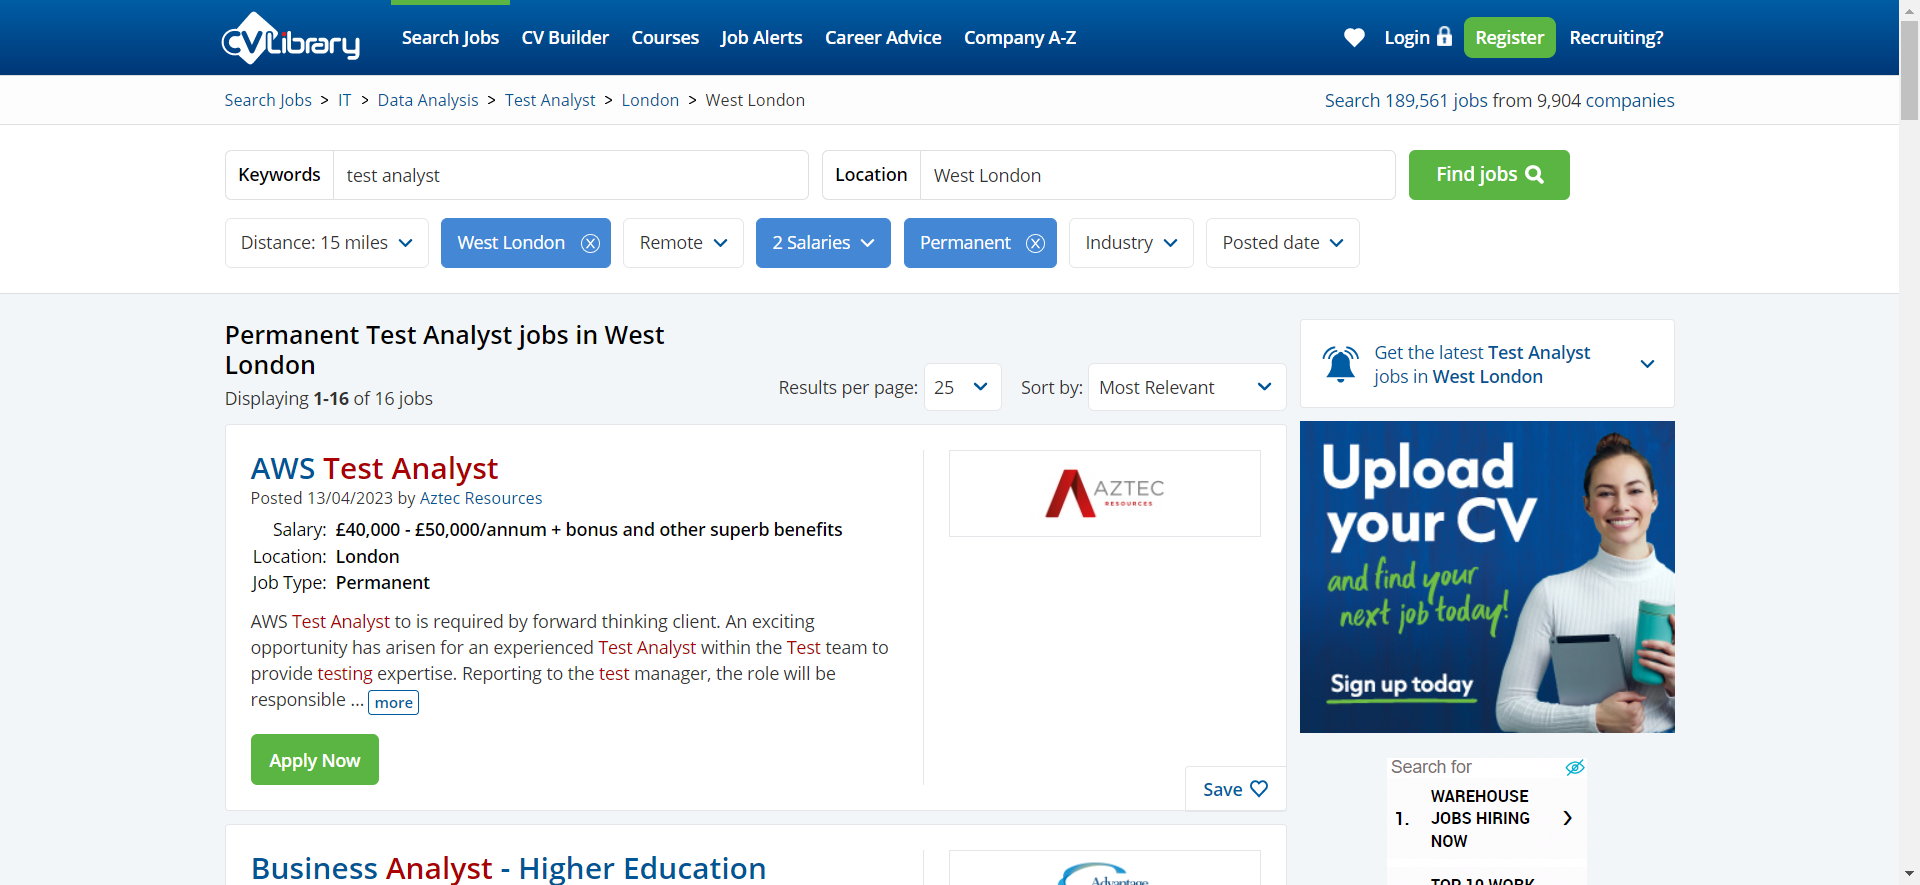 CVLibrary
Search Jobs CV Builder Courses Job Alerts Career Advice Company A-Z
Login Register Recruiting?
Search Jobs > IT > Data Analysis > Test Analyst > London > West London
Search 189,561 jobs from 9,904 companies
Keywords test analyst Location West London Find jobs
Distance: 15 miles West London Remote 2 Salaries Permanent Industry Posted date
Permanent Test Analyst jobs in West
London
Displaying 1-16 of 16 jobs
Results per page: 25 Sort by: Most Relevant
AWS Test Analyst
Posted 13/04/2023 by Aztec Resources
Salary: £40,000 - £50,000/annum + bonus and other superb benefits
Location: London
Job Type: Permanent
AWS Test Analyst to is required by forward thinking client. An exciting
opportunity has arisen for an experienced Test Analyst within the Test team to
provide testing expertise. Reporting to the test manager, the role will be
responsible ... more
Apply Now
AZTEC
RESOURCES
Save
Business Analyst - Higher Education
Advantage
Get the latest Test Analyst
jobs in West London
Upload
your CV
and find your
next job today!
Sign up today
Search for
1. WAREHOUSE
JOBS HIRING
NOW
TOP 10 WORK